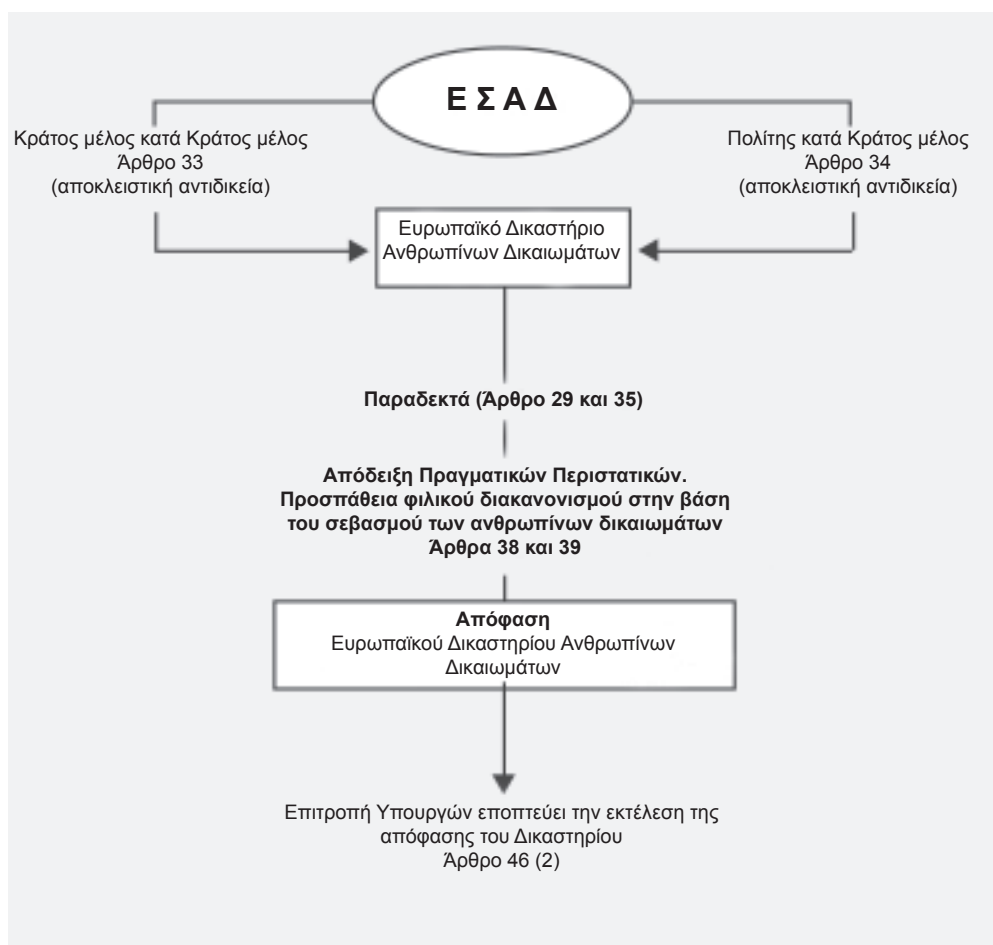 Ε Σ Α Δ
Κράτος μέλος κατά Κράτος μέλος
Άρθρο 33
(αποκλειστική αντιδικεία)
Πολίτης κατά Κράτος μέλος
Άρθρο 34
(αποκλειστική αντιδικεία)
Ευρωπαϊκό Δικαστήριο
Ανθρωπίνων Δικαιωμάτων
Παραδεκτά (Άρθρο 29 και 35)
Απόδειξη Πραγματικών Περιστατικών.
Προσπάθεια φιλικού διακανονισμού στην βάση
του σεβασμού των ανθρωπίνων δικαιωμάτων
Άρθρα 38 και 39
Απόφαση
Ευρωπαϊκού Δικαστηρίου Ανθρωπίνων
Δικαιωμάτων
Επιτροπή Υπουργών εποπτεύει την εκτέλεση της
απόφασης του Δικαστηρίου
Άρθρο 46 (2)